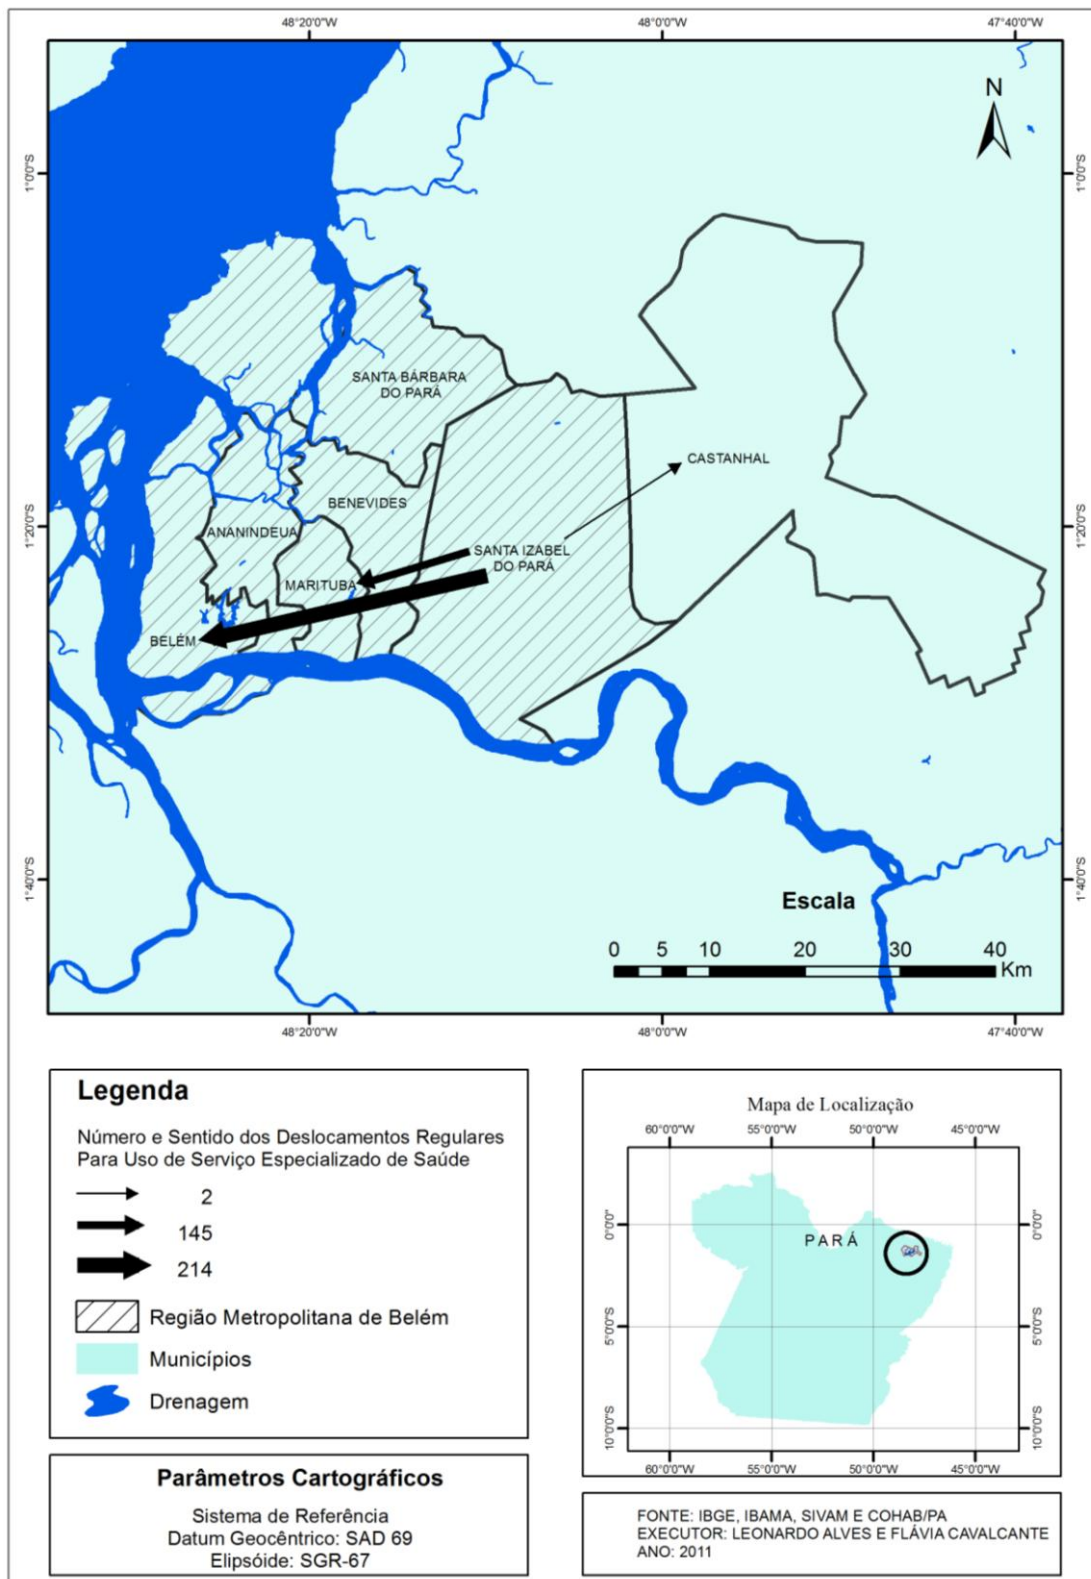 48°20'0"W
48°0'0"W
47°40'0"W
N
1°0'0"S
1°0'0"S
SANTA BÁRBARA
DO PARÁ
CASTANHAL
BENEVIDES
1°20'0"S
1°20'0"S
ANANINDEUA
SANTA IZABEL
DO PARÁ
MARITUBA
BELÉM
1°40'0"S
1°40'0"S
Escala
0 5 10 20 30 40
Km
48°20'0"W
48°0'0"W
47°40'0"W
Legenda
Número e Sentido dos Deslocamentos Regulares
Para Uso de Serviço Especializado de Saúde
2
145
214
Região Metropolitana de Belém
Municípios
Drenagem
Parâmetros Cartográficos
Sistema de Referência
Datum Geocêntrico: SAD 69
Elipsóide: SGR-67
Mapa de Localização
60°0'0"W
55°0'0"W
50°0'0"W
45°0'0"W
0°0'0"
0°0'0"
PARÁ
5°0'0"S
5°0'0"S
10°0'0"S
10°0'0"S
60°0'0"W
55°0'0"W
50°0'0"W
45°0'0"W
FONTE: IBGE, IBAMA, SIVAM E COHAB/PA
EXECUTOR: LEONARDO ALVES E FLÁVIA CAVALCANTE
ANO: 2011